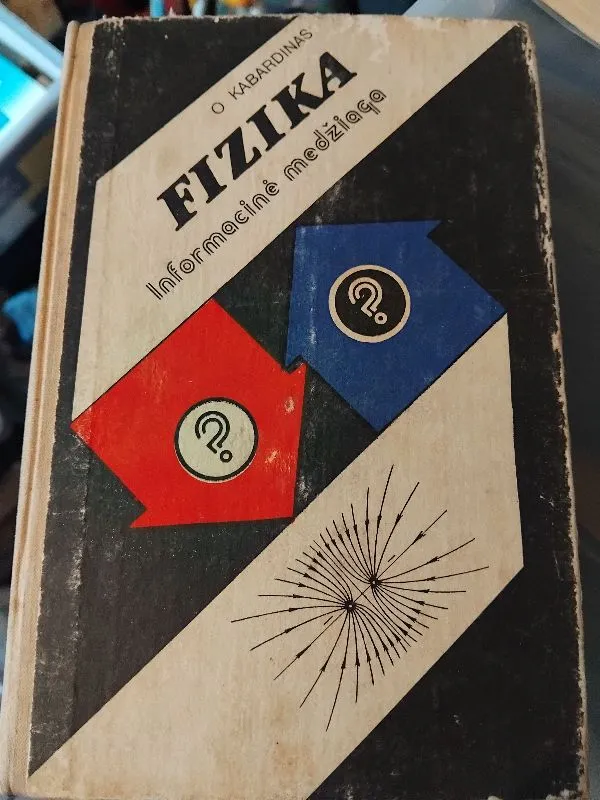 O KABARDINAS
FIZIKA
Informacinė medžiaga
?
?